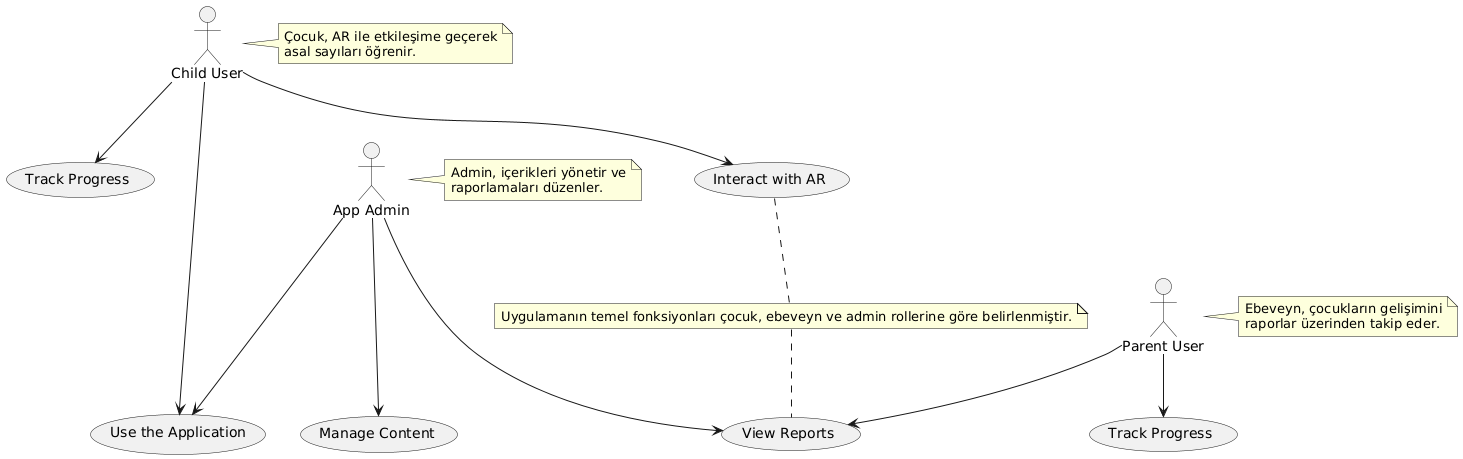 Child User
Çocuk, AR ile etkileşime geçerek
asal sayıları öğrenir.
Track Progress
App Admin
Admin, içerikleri yönetir ve
raporlamaları düzenler.
Interact with AR
Uygulamanın temel fonksiyonları çocuk, ebeveyn ve admin rollerine göre belirlenmiştir.
Parent User
Ebeveyn, çocukların gelişimini
raporlar üzerinden takip eder.
Use the Application
Manage Content
View Reports
Track Progress